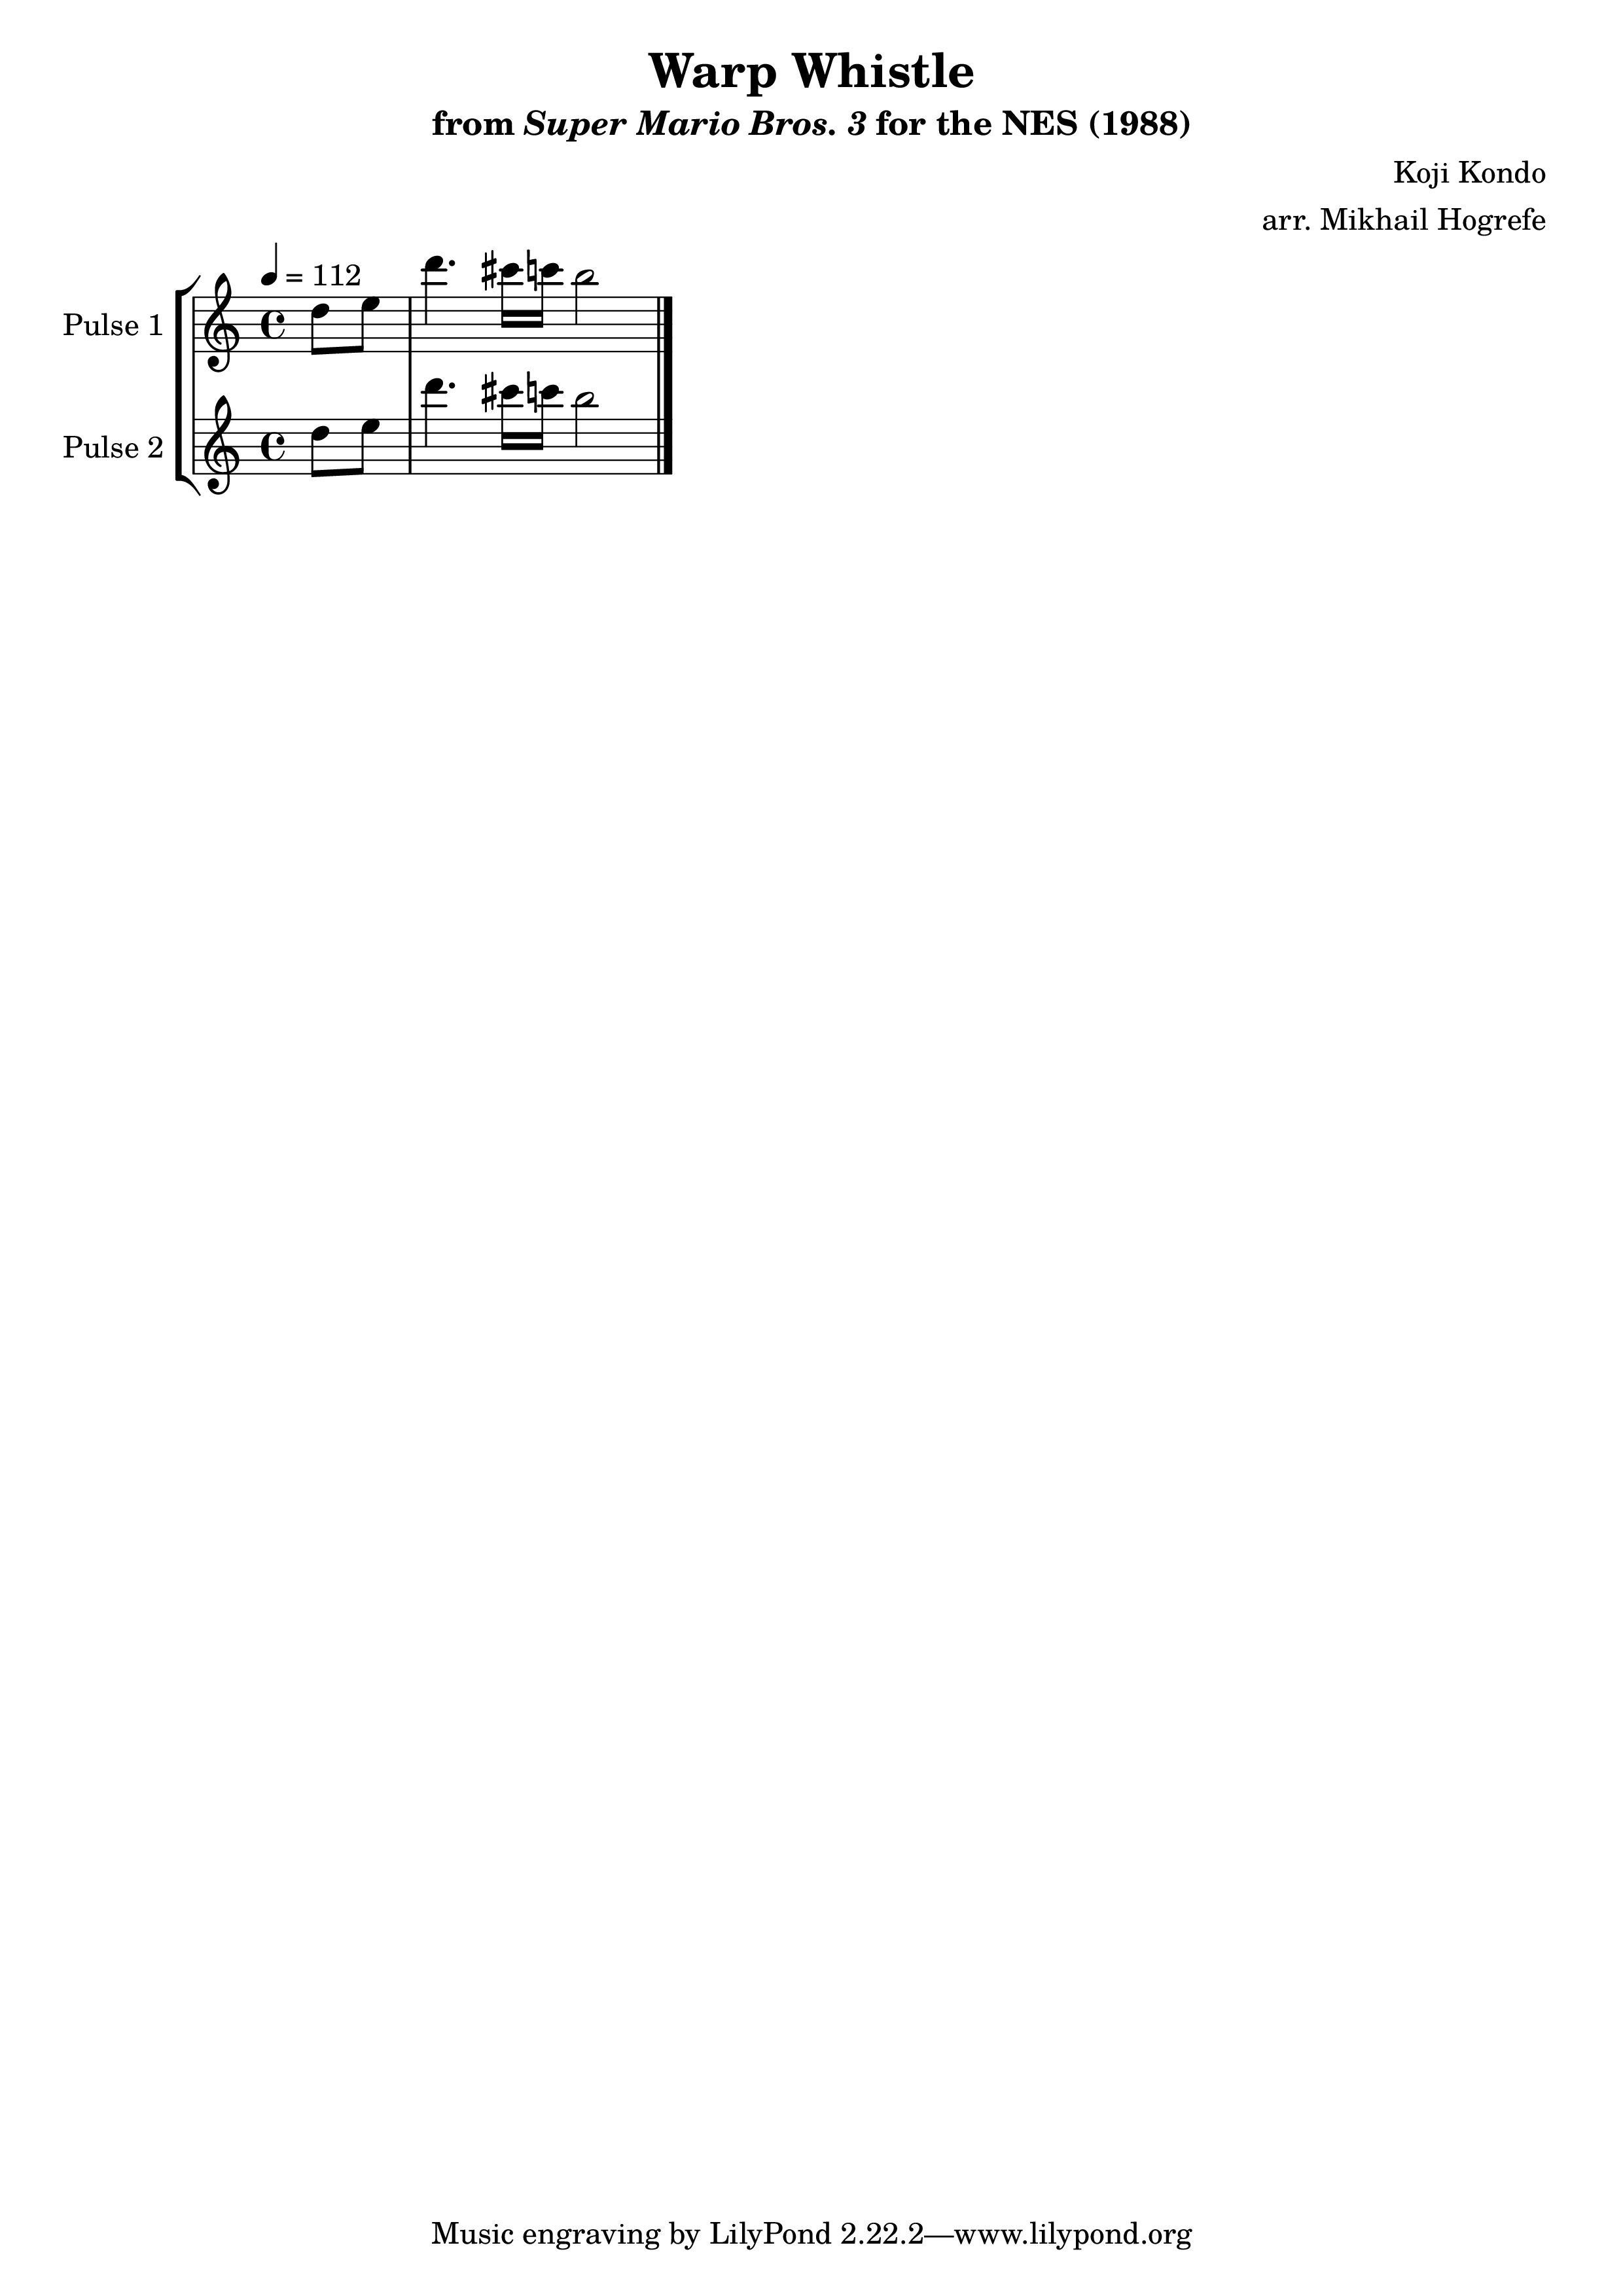 Warp Whistle
from Super Mario Bros. 3 for the NES (1988)
Koji Kondo
arr. Mikhail Hogrefe
= 112
Pulse 1
Pulse 2
Music engraving by LilyPond 2.22.2—www.lilypond.org